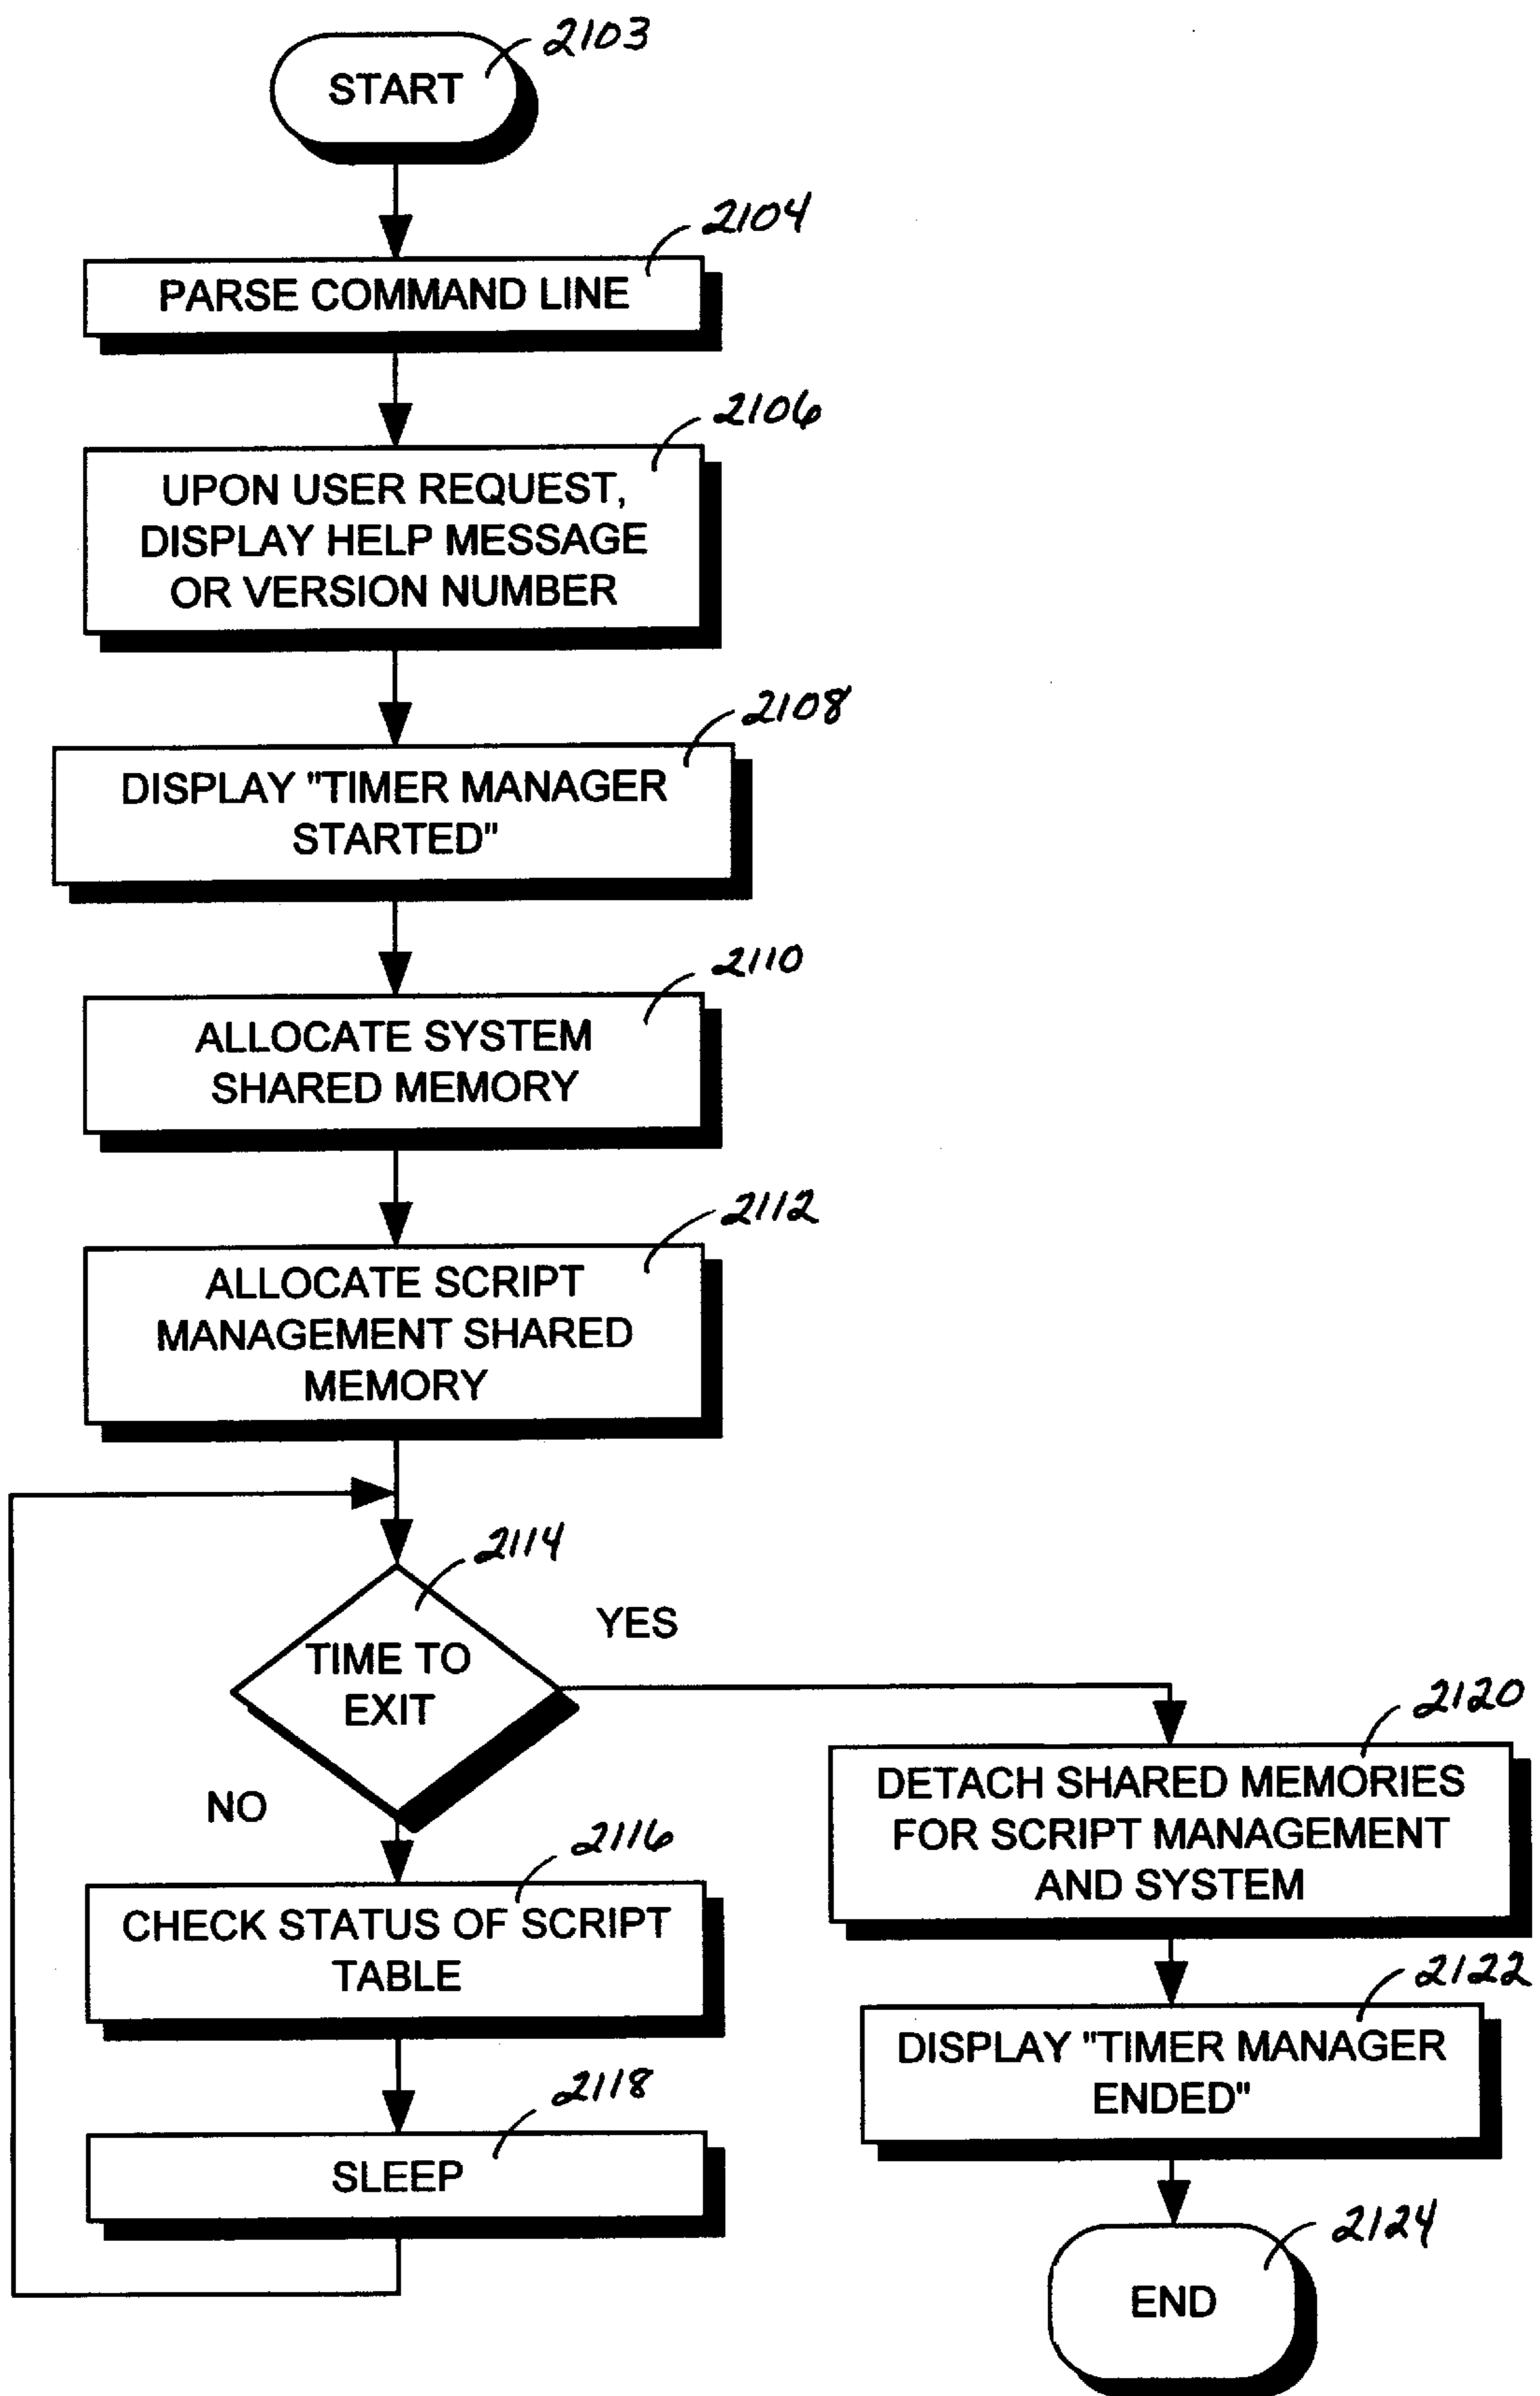 2103
START
2104
PARSE COMMAND LINE
2106
UPON USER REQUEST,
DISPLAY HELP MESSAGE
OR VERSION NUMBER
2108
DISPLAY "TIMER MANAGER
STARTED"
2110
ALLOCATE SYSTEM
SHARED MEMORY
2112
ALLOCATE SCRIPT
MANAGEMENT SHARED
MEMORY
2114
TIME TO
EXIT
YES
NO
2116
CHECK STATUS OF SCRIPT
TABLE
2118
SLEEP
2120
DETACH SHARED MEMORIES
FOR SCRIPT MANAGEMENT
AND SYSTEM
2122
DISPLAY "TIMER MANAGER
ENDED"
2124
END